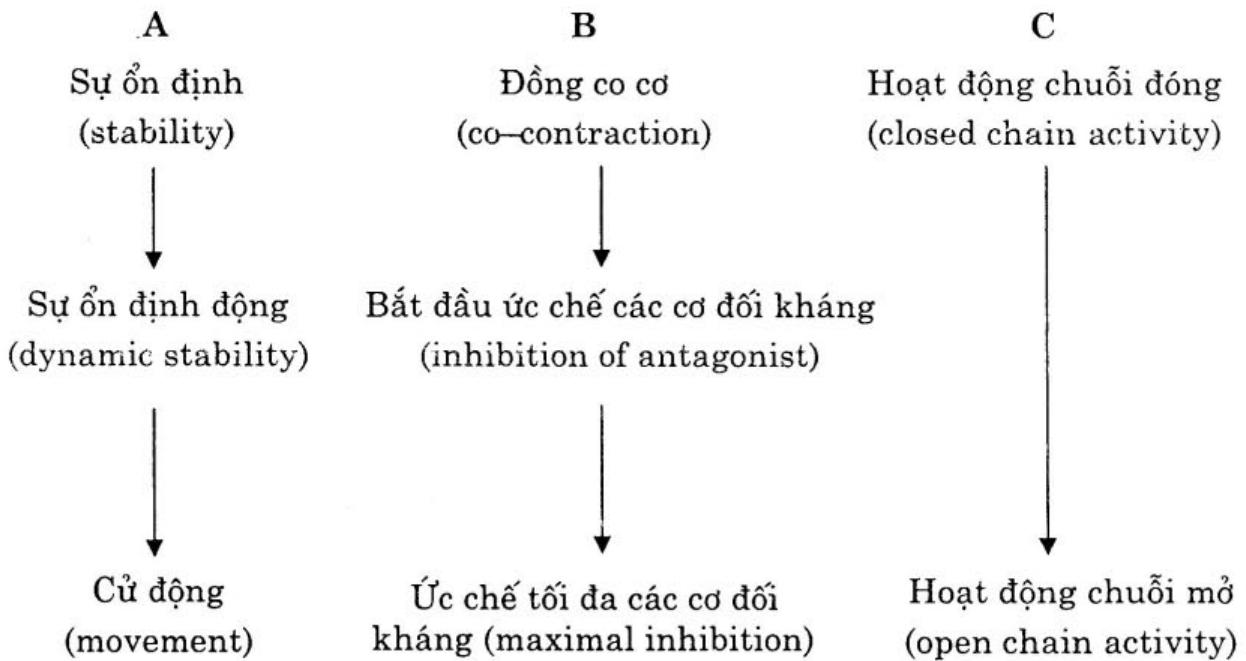 A
Sự ổn định
(stability)
Sự ổn định động
(dynamic stability)
Cử động
(movement)
B
Đồng co cơ
(co–contraction)
Bắt đầu ức chế các cơ đối kháng
(inhibition of antagonist)
Ức chế tối đa các cơ đối
kháng (maximal inhibition)
C
Hoạt động chuỗi đóng
(closed chain activity)
Hoạt động chuỗi mở
(open chain activity)